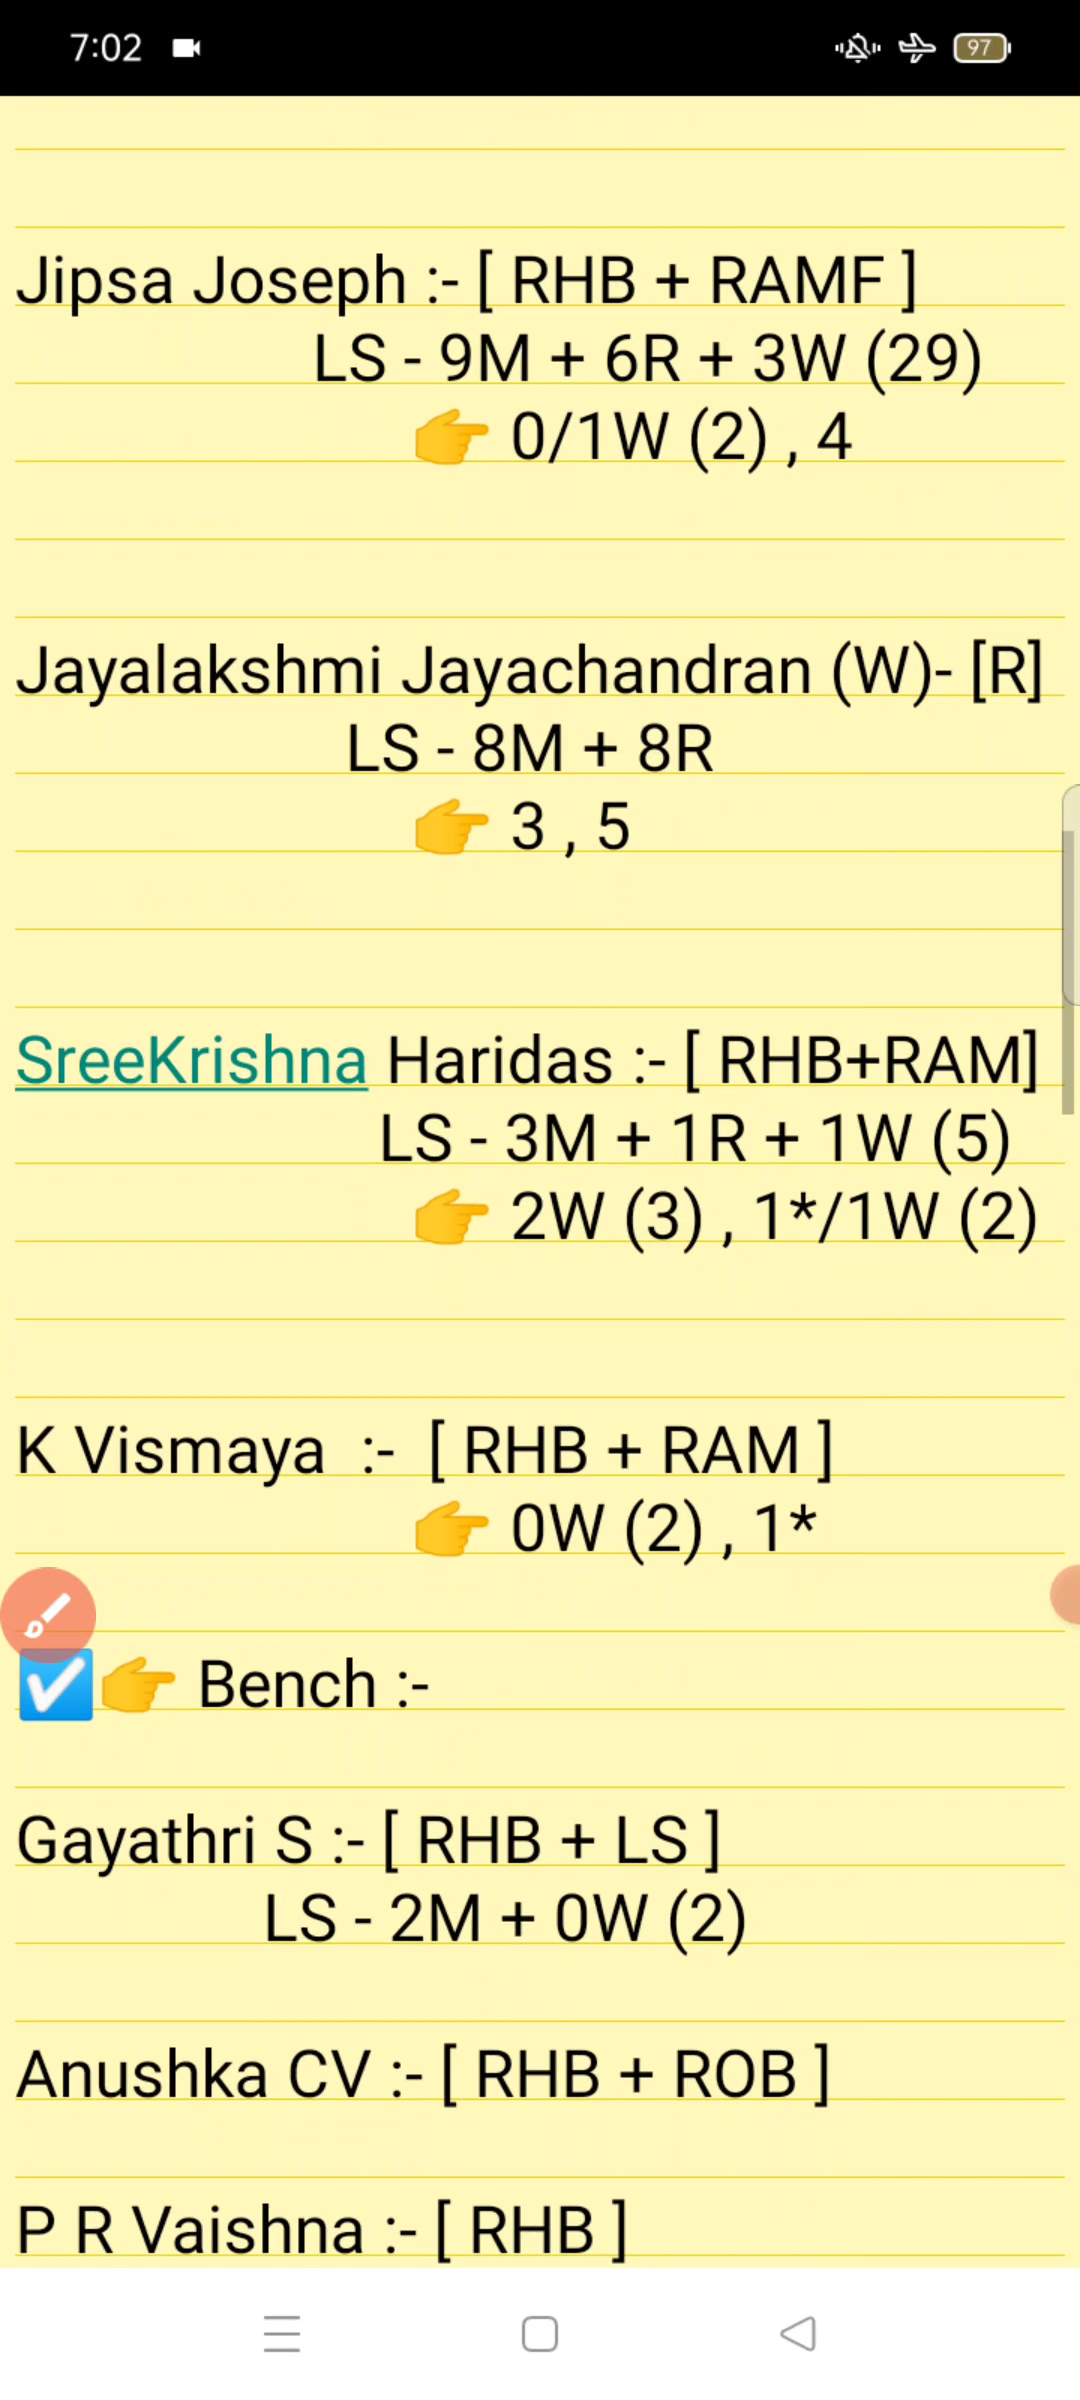 7:02
97
Jipsa Joseph :- [ RHB + RAMF ]
LS - 9M + 6R + 3W (29)
👉 0/1W (2) , 4
Jayalakshmi Jayachandran (W)- [R]
LS - 8M + 8R
👉 3 , 5
SreeKrishna Haridas :- [ RHB+RAM]
LS - 3M + 1R + 1W (5)
👉 2W (3) , 1*/1W (2)
K Vismaya :- [ RHB + RAM ]
👉 0W (2) , 1*
☑👉 Bench :-
Gayathri S :- [ RHB + LS ]
LS - 2M + 0W (2)
Anushka CV :- [ RHB + ROB ]
P R Vaishna :- [ RHB ]